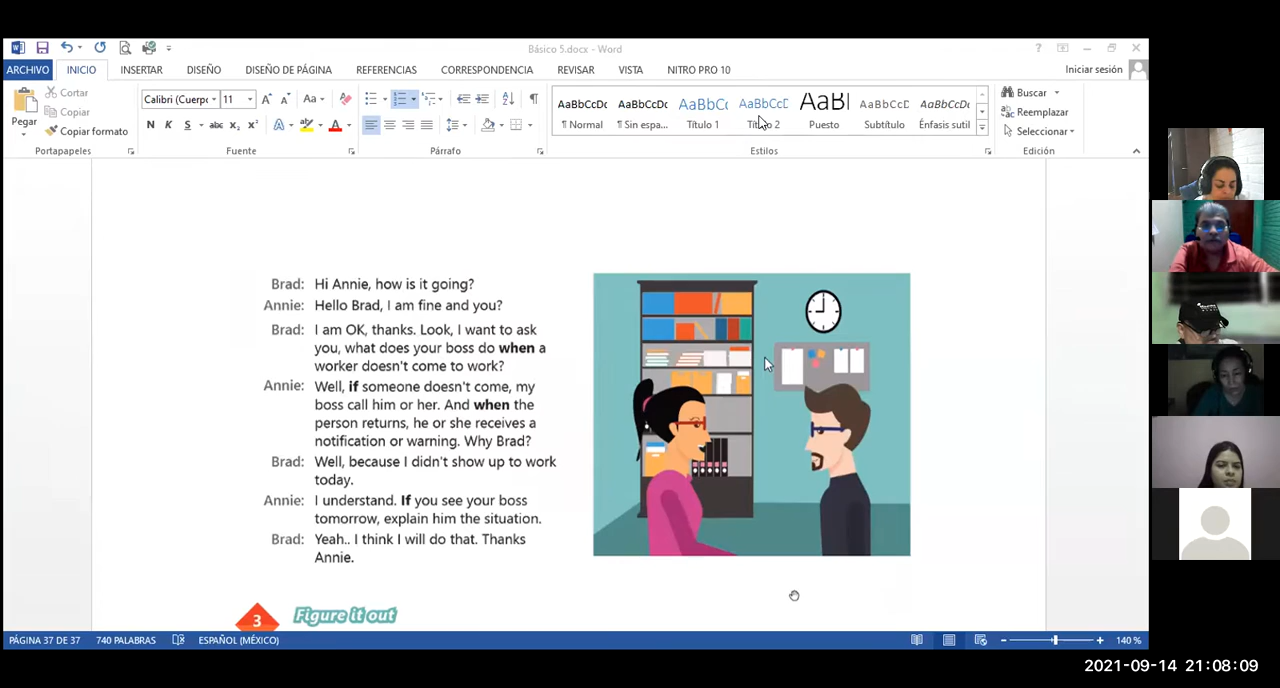 Básico 5.docx - Word
ARCHIVO INICIO INSERTAR DISEÑO DISEÑO DE PÁGINA REFERENCIAS CORRESPONDENCIA REVISAR VISTA NITRO PRO 10 Iniciar sesión
Pegar
Cortar
Copiar
Copiar formato
Portapapeles
Calibri (Cuerpo 11
N K S abc x₂ x²
Fuente
Párrafo
AaBbCcDc AaBbCcDc AaBbC AaBbCcD AaB AaBbCcD AaBbCcDc
¶ Normal ¶ Sin espa... Título 1 Título 2 Puesto Subtítulo Énfasis sutil
Estilos
Buscar
Reemplazar
Seleccionar
Edición
Brad: Hi Annie, how is it going?
Annie: Hello Brad, I am fine and you?
Brad: I am OK, thanks. Look, I want to ask
you, what does your boss do when a
worker doesn't come to work?
Annie: Well, if someone doesn't come, my
boss call him or her. And when the
person returns, he or she receives a
notification or warning. Why Brad?
Brad: Well, because I didn't show up to work
today.
Annie: I understand. If you see your boss
tomorrow, explain him the situation.
Brad: Yeah.. I think I will do that. Thanks
Annie.
3 Figure it out
PÁGINA 37 DE 37 740 PALABRAS ESPAÑOL (MÉXICO) 140 %
2021-09-14 21:08:09